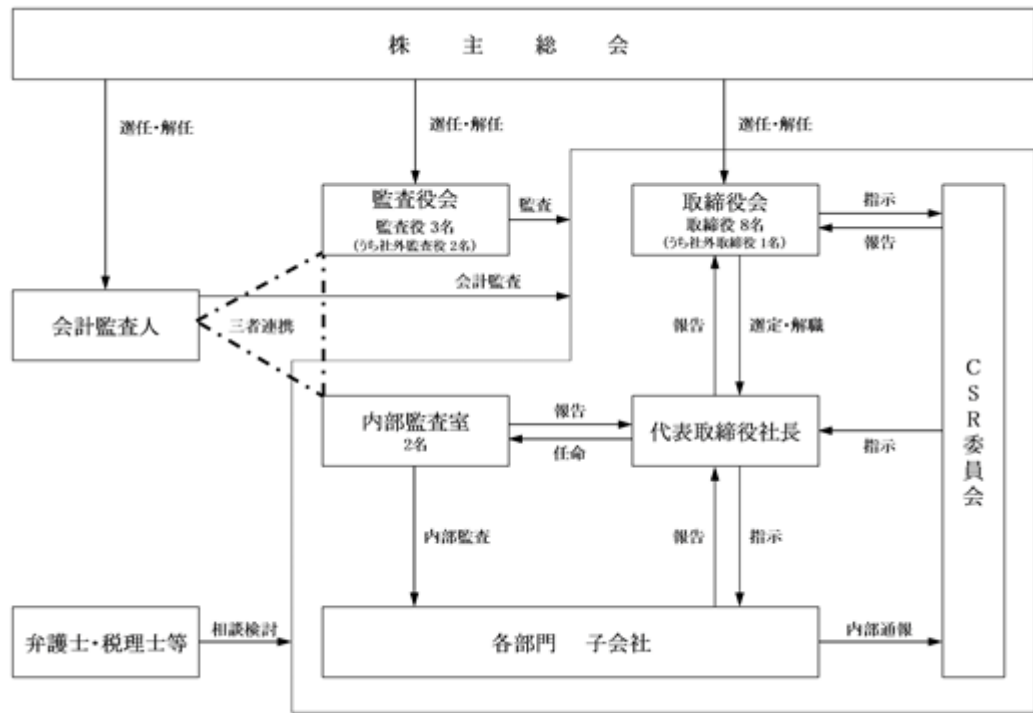 株主総会
選任・解任
選任・解任
選任・解任
監査役会
監査役 3名
(うち社外監査役 2名)
監査
取締役会
取締役 8名
(うち社外取締役 1名)
指示
報告
会計監査
会計監査人
三者連携
報告
選定・解職
CSR委員会
内部監査室
2名
報告
任命
代表取締役社長
指示
内部監査
報告
指示
弁護士・税理士等
相談検討
各部門 子会社
内部通報